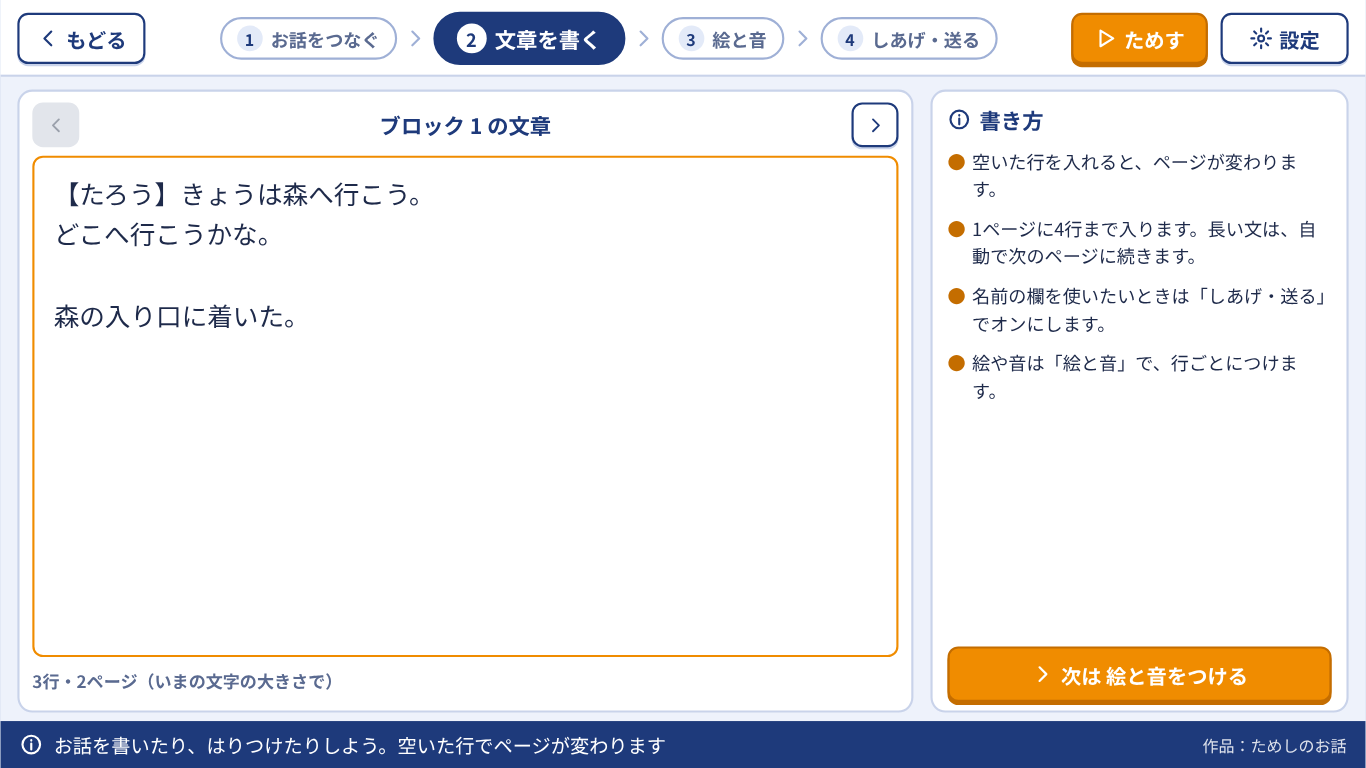 もどる
1 お話をつなぐ
2 文章を書く
3 絵と音
4 しあげ・送る
ためす
設定
ブロック 1 の文章
【たろう】きょうは森へ行こう。
どこへ行こうかな。
森の入り口に着いた。
3行・2ページ（いまの文字の大きさで）
書き方
空いた行を入れると、ページが変わりま
す。
1ページに4行まで入ります。長い文は、自
動で次のページに続きます。
名前の欄を使いたいときは「しあげ・送る」
でオンにします。
絵や音は「絵と音」で、行ごとにつけま
す。
次は 絵と音をつける
お話を書いたり、はりつけたりしよう。空いた行でページが変わります
作品：ためしのお話